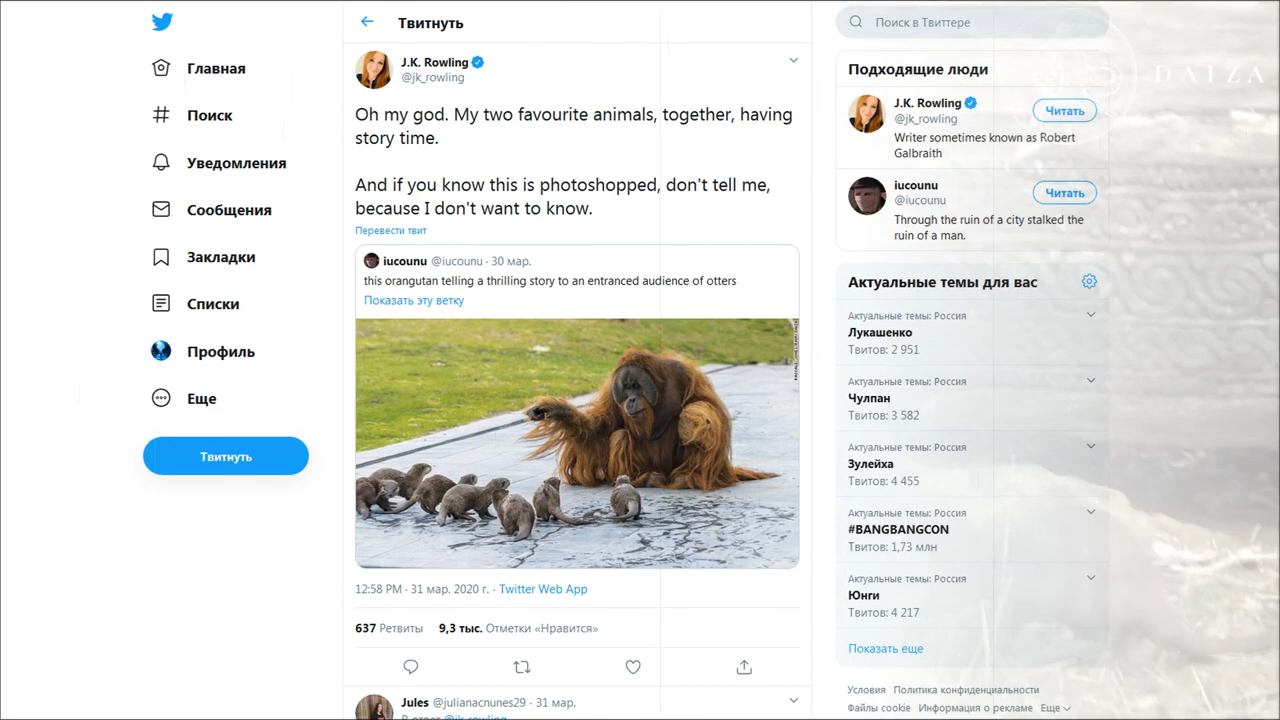 Главная
Поиск
Уведомления
Сообщения
Закладки
Списки
Профиль
Еще
Твитнуть
Твитнуть
J.K. Rowling
@jk_rowling
Oh my god. My two favourite animals, together, having
story time.
And if you know this is photoshopped, don't tell me,
because I don't want to know.
Перевести твит
iucounu @iucounu · 30 мар.
this orangutan telling a thrilling story to an entranced audience of otters
Показать эту ветку
12:58 PM · 31 мар. 2020 г. · Twitter Web App
637 Ретвиты 9,3 тыс. Отметки «Нравится»
Jules @julianacnunes29 · 31 мар.
В ответ @jk_rowling
Поиск в Твиттере
Подходящие люди
J.K. Rowling
@jk_rowling
Читать
Writer sometimes known as Robert
Galbraith
iucounu
@iucounu
Читать
Through the ruin of a city stalked the
ruin of a man.
Актуальные темы для вас
Актуальные темы: Россия
Лукашенко
Твитов: 2 951
Актуальные темы: Россия
Чулпан
Твитов: 3 582
Актуальные темы: Россия
Зулейха
Твитов: 4 455
Актуальные темы: Россия
#BANGBANGCON
Твитов: 1,73 млн
Актуальные темы: Россия
Юнги
Твитов: 4 217
Показать еще
Условия Политика конфиденциальности
Файлы cookie Информация о рекламе Еще
DAIZA